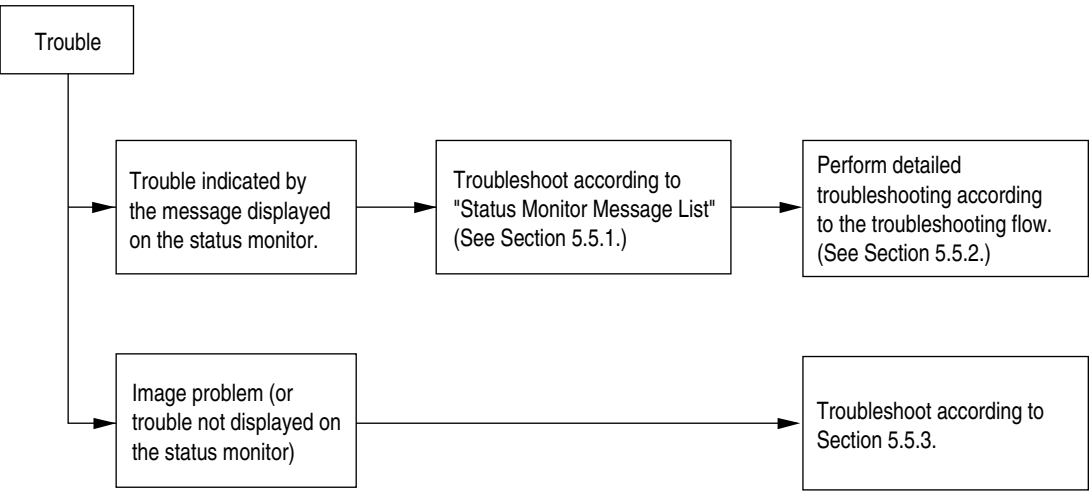 Trouble
Trouble indicated by
the message displayed
on the status monitor.
Troubleshoot according to
"Status Monitor Message List"
(See Section 5.5.1.)
Perform detailed
troubleshooting according
to the troubleshooting flow.
(See Section 5.5.2.)
Image problem (or
trouble not displayed on
the status monitor)
Troubleshoot according to
Section 5.5.3.